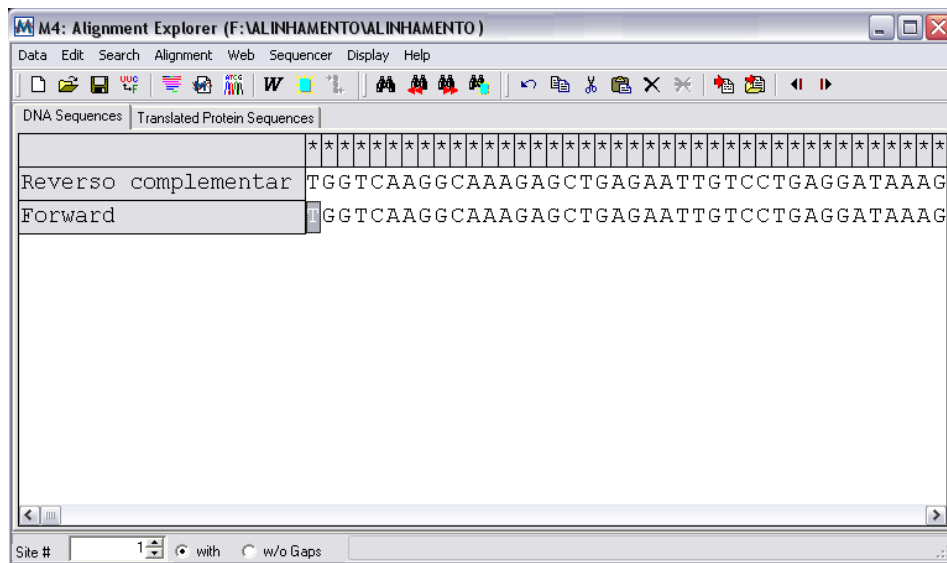 M4: Alignment Explorer (F:\ALINHAMENTO\ALINHAMENTO )
Data Edit Search Alignment Web Sequencer Display Help
W
DNA Sequences Translated Protein Sequences
* * * * * * * * * * * * * * * * * * * * * * * * * * * * * * * * * * * * * * * *
Reverso complementar TGGTCAAGGCAAAGAGCTGAGAATTGTCCTGAGGATAAAG
Forward TGGTCAAGGCAAAGAGCTGAGAATTGTCCTGAGGATAAAG
Site # 1 with w/o Gaps